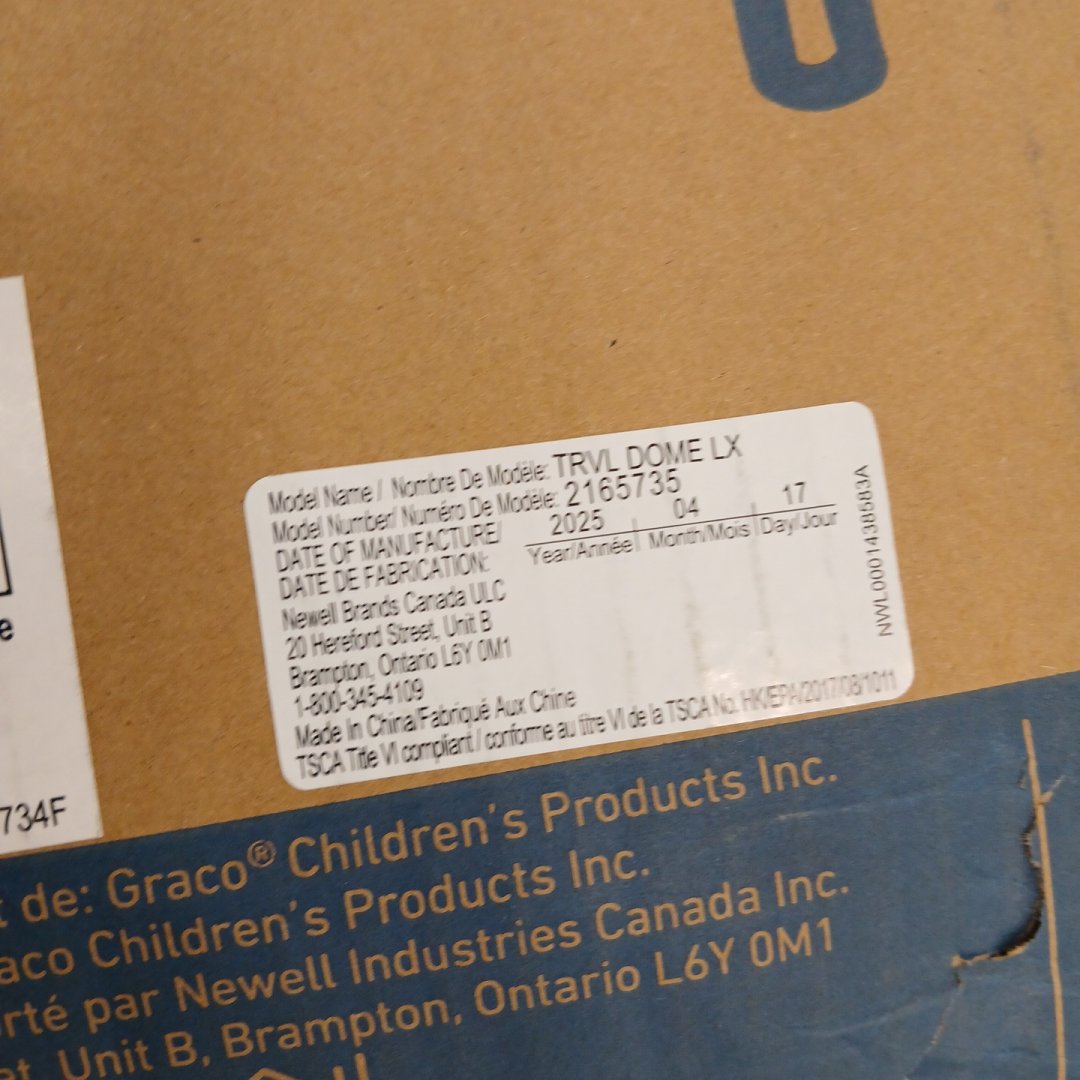 e
734F
Model Name / Nombre De Modèle: TRVL DOME LX
Model Number/ Numéro De Modèle: 2165735
DATE OF MANUFACTURE/
DATE DE FABRICATION:
2025 04 17
Year/Année Month/Mois Day/Jour
Newell Brands Canada ULC
20 Hereford Street, Unit B
Brampton, Ontario L6Y 0M1
1-800-345-4109
Made In China/Fabriqué Aux Chine
TSCA Title VI compliant / conforme au titre VI de la TSCA No. HK/EPA/2017/08/1011
NWL0001438583A
de: Graco® Children's Products Inc.
aco Children's Products Inc.
rté par Newell Industries Canada Inc.
et, Unit B, Brampton, Ontario L6Y 0M1